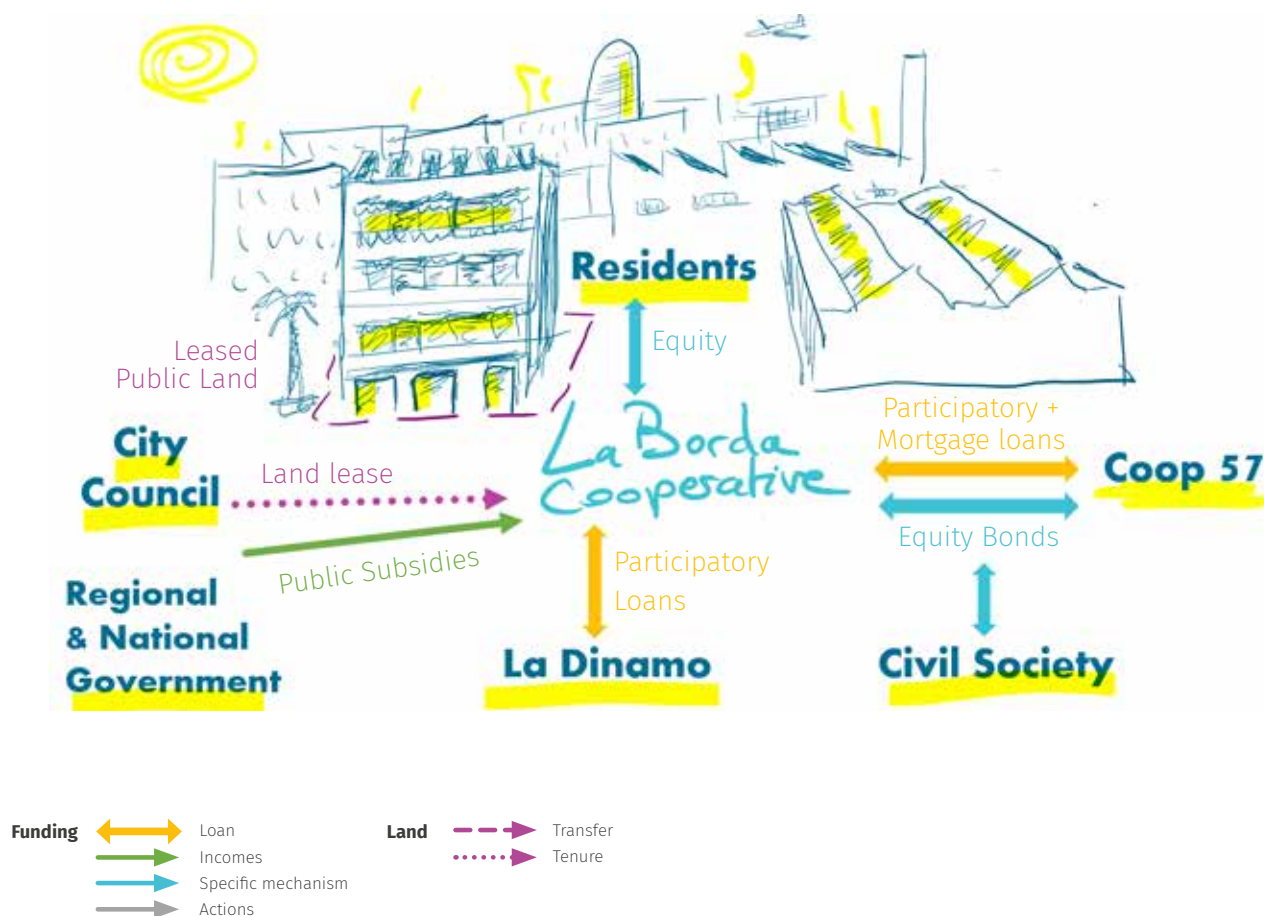 Residents
Equity
Leased
Public Land
City
Council
Land lease
La Borda
Cooperative
Participatory +
Mortgage loans
Coop 57
Equity Bonds
Public Subsidies
Participatory
Loans
Regional
& National
Government
La Dinamo
Civil Society
Funding
Loan
Incomes
Specific mechanism
Actions
Land
Transfer
Tenure